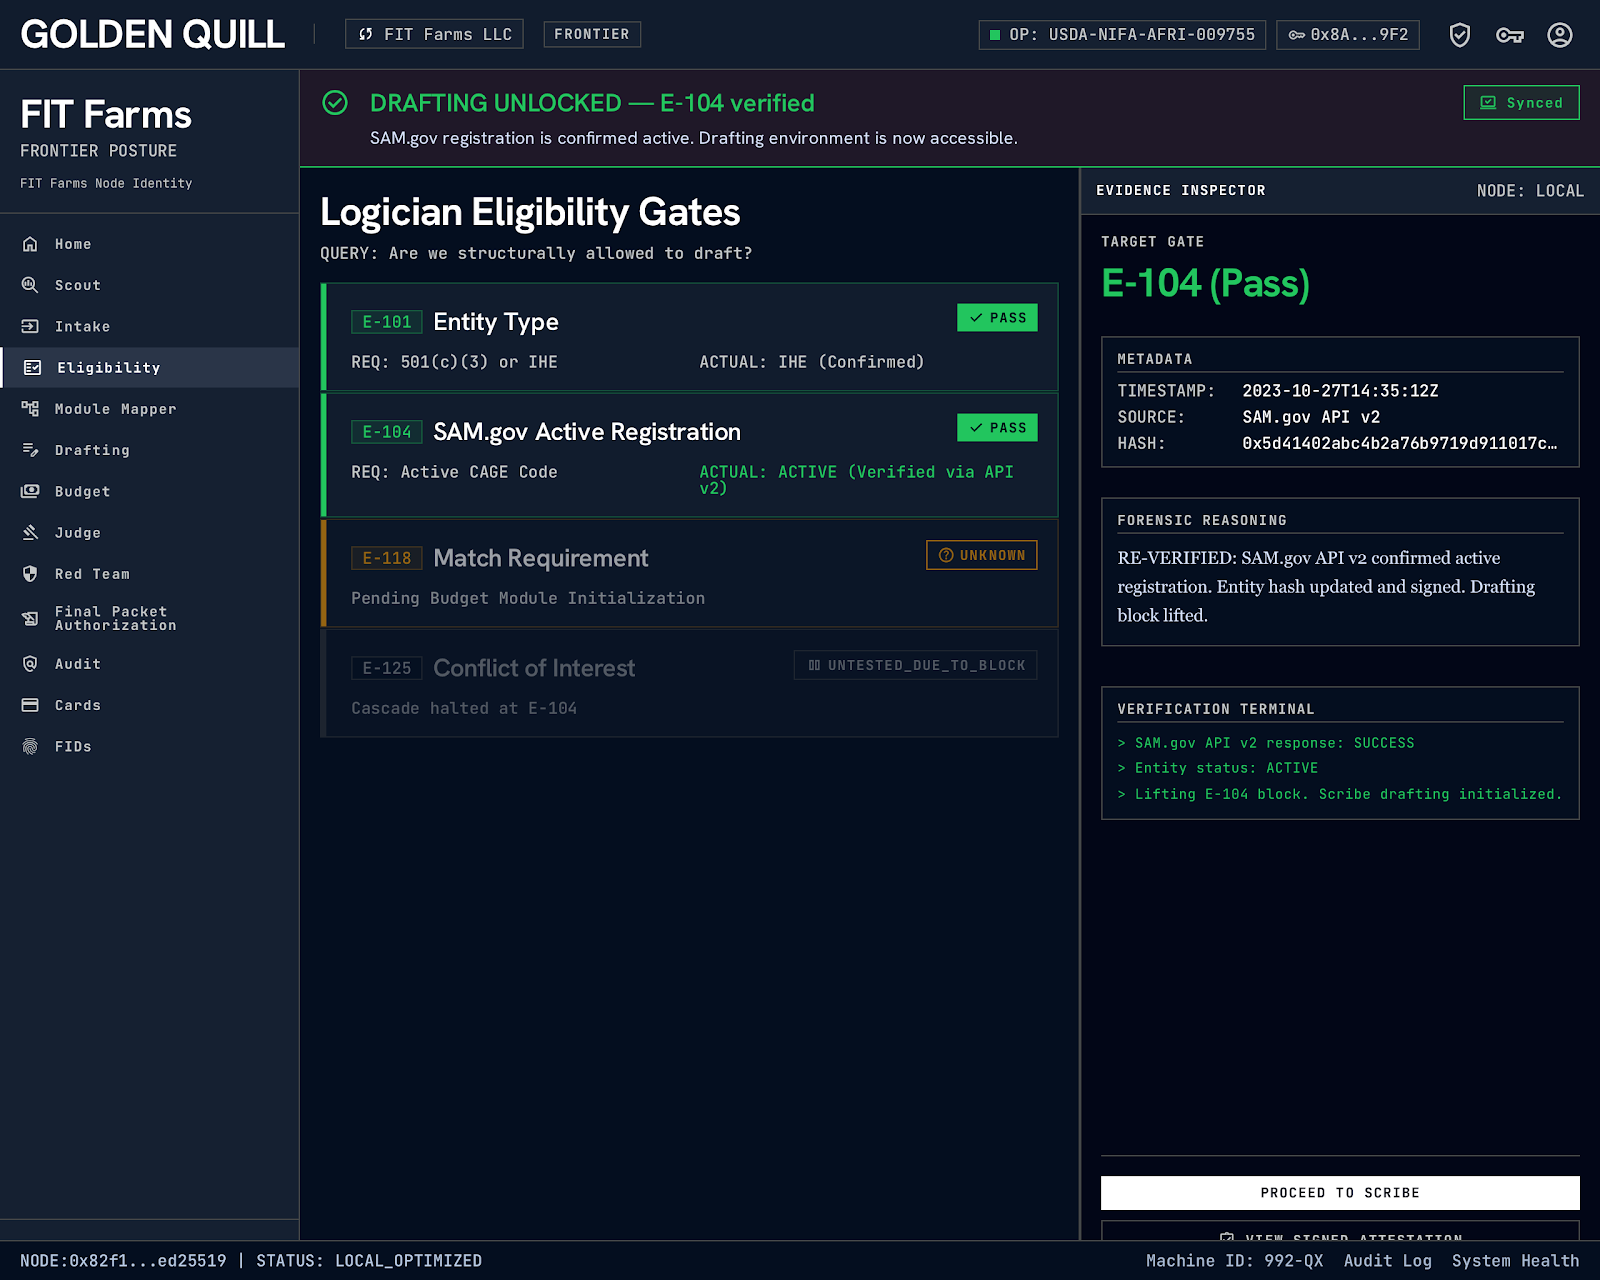 GOLDEN QUILL
FIT Farms LLC
FRONTIER
OP: USDA-NIFA-AFRI-009755
0x8A...9F2
FIT Farms
FRONTIER POSTURE
FIT Farms Node Identity
Home
Scout
Intake
Eligibility
Module Mapper
Drafting
Budget
Judge
Red Team
Final Packet
Authorization
Audit
Cards
FIDs
DRAFTING UNLOCKED — E-104 verified
SAM.gov registration is confirmed active. Drafting environment is now accessible.
Synced
Logician Eligibility Gates
QUERY: Are we structurally allowed to draft?
E-101 Entity Type
PASS
REQ: 501(c)(3) or IHE
ACTUAL: IHE (Confirmed)
E-104 SAM.gov Active Registration
PASS
REQ: Active CAGE Code
ACTUAL: ACTIVE (Verified via API
v2)
E-118 Match Requirement
UNKNOWN
Pending Budget Module Initialization
E-125 Conflict of Interest
UNTESTED_DUE_TO_BLOCK
Cascade halted at E-104
EVIDENCE INSPECTOR
NODE: LOCAL
TARGET GATE
E-104 (Pass)
METADATA
TIMESTAMP: 2023-10-27T14:35:12Z
SOURCE: SAM.gov API v2
HASH: 0x5d41402abc4b2a76b9719d911017c…
FORENSIC REASONING
RE-VERIFIED: SAM.gov API v2 confirmed active
registration. Entity hash updated and signed. Drafting
block lifted.
VERIFICATION TERMINAL
> SAM.gov API v2 response: SUCCESS
> Entity status: ACTIVE
> Lifting E-104 block. Scribe drafting initialized.
PROCEED TO SCRIBE
VIEW SIGNED ATTESTATION
NODE:0x82f1...ed25519 | STATUS: LOCAL_OPTIMIZED
Machine ID: 992-QX
Audit Log
System Health